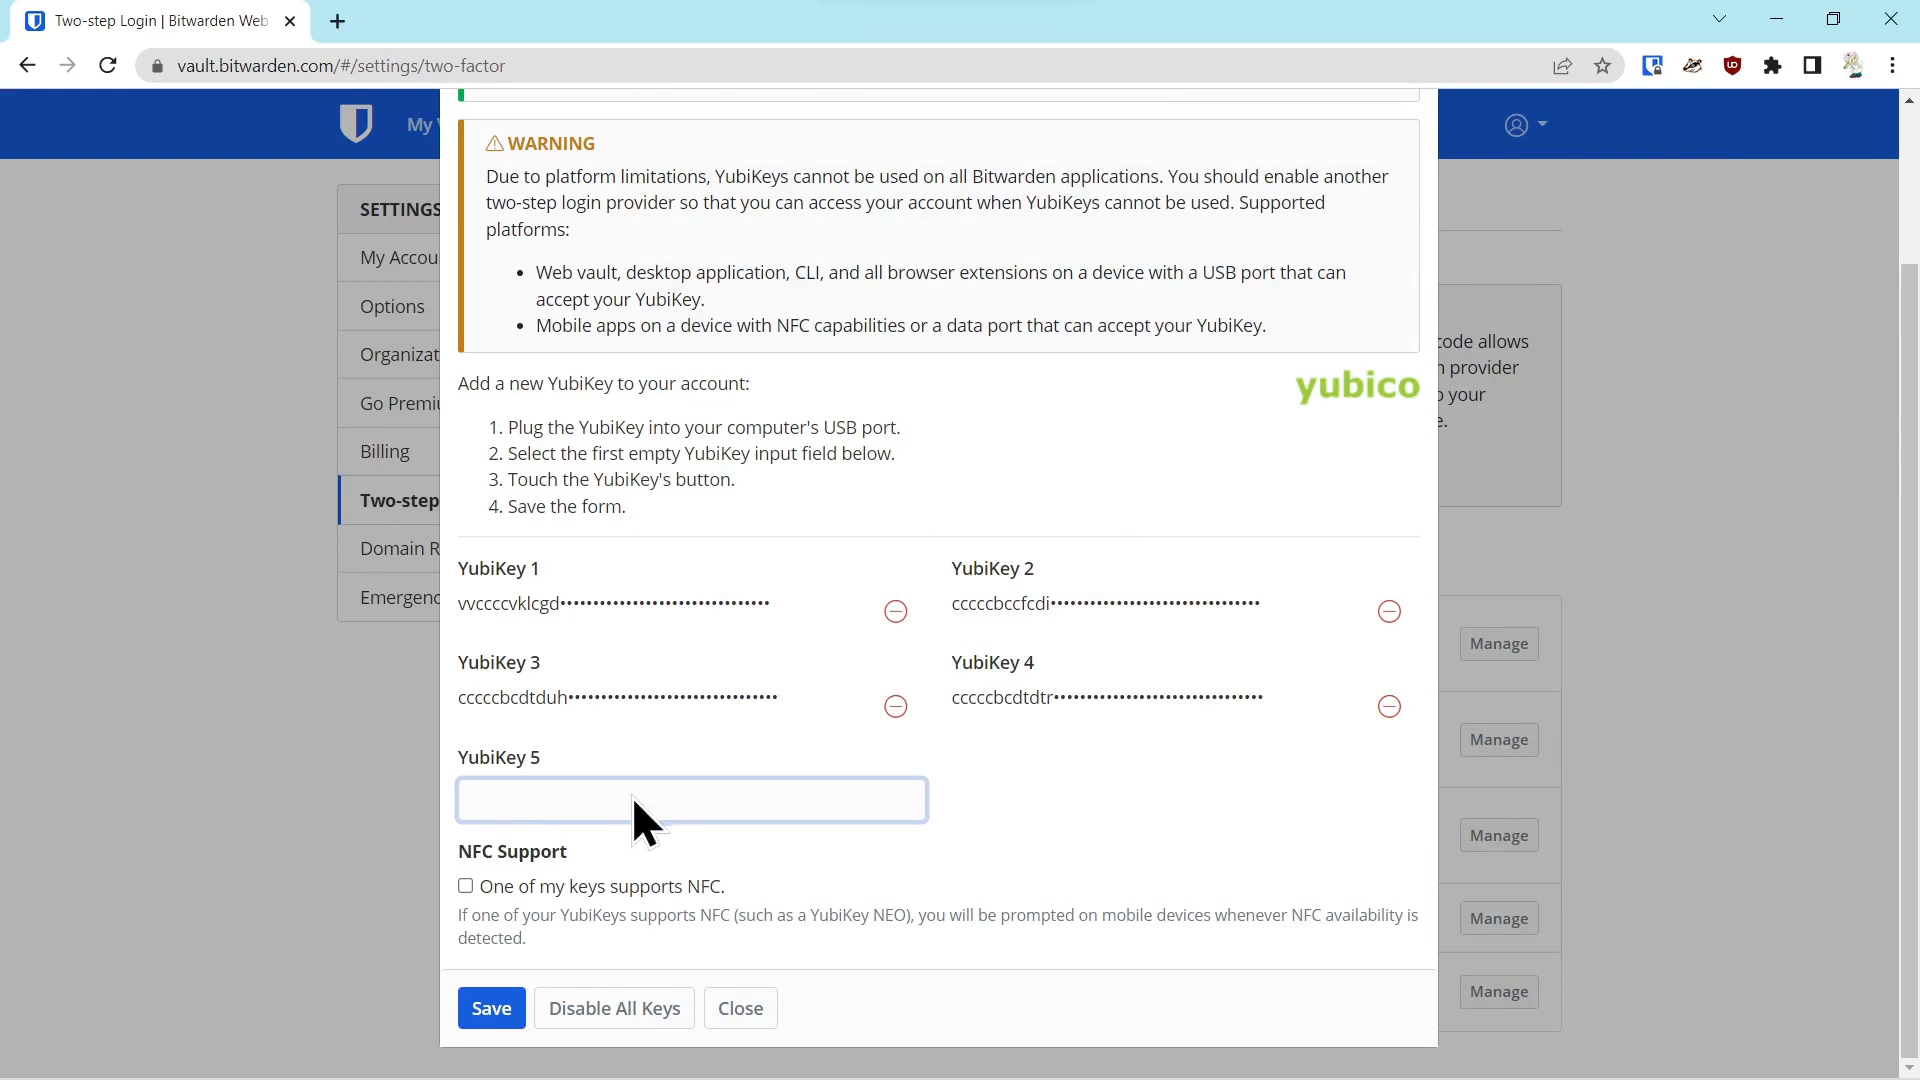 Two-step Login | Bitwarden Web
vault.bitwarden.com/#/settings/two-factor
My V
WARNING
Due to platform limitations, YubiKeys cannot be used on all Bitwarden applications. You should enable another
two-step login provider so that you can access your account when YubiKeys cannot be used. Supported
platforms:
Web vault, desktop application, CLI, and all browser extensions on a device with a USB port that can
accept your YubiKey.
Mobile apps on a device with NFC capabilities or a data port that can accept your YubiKey.
SETTINGS
My Accou
Options
Organizat
Go Premiu
Billing
Two-step
Domain R
Emergenc
code allows
n provider
o your
e.
Add a new YubiKey to your account:
yubico
1. Plug the YubiKey into your computer's USB port.
2. Select the first empty YubiKey input field below.
3. Touch the YubiKey's button.
4. Save the form.
YubiKey 1
vvccccvklcgd••••••••••••••••••••••••••••••••
YubiKey 2
cccccbccfcdi••••••••••••••••••••••••••••••••
YubiKey 3
cccccbcdtduh••••••••••••••••••••••••••••••••
YubiKey 4
cccccbcdtdtr••••••••••••••••••••••••••••••••
YubiKey 5
NFC Support
One of my keys supports NFC.
If one of your YubiKeys supports NFC (such as a YubiKey NEO), you will be prompted on mobile devices whenever NFC availability is
detected.
Save
Disable All Keys
Close
Manage
Manage
Manage
Manage
Manage